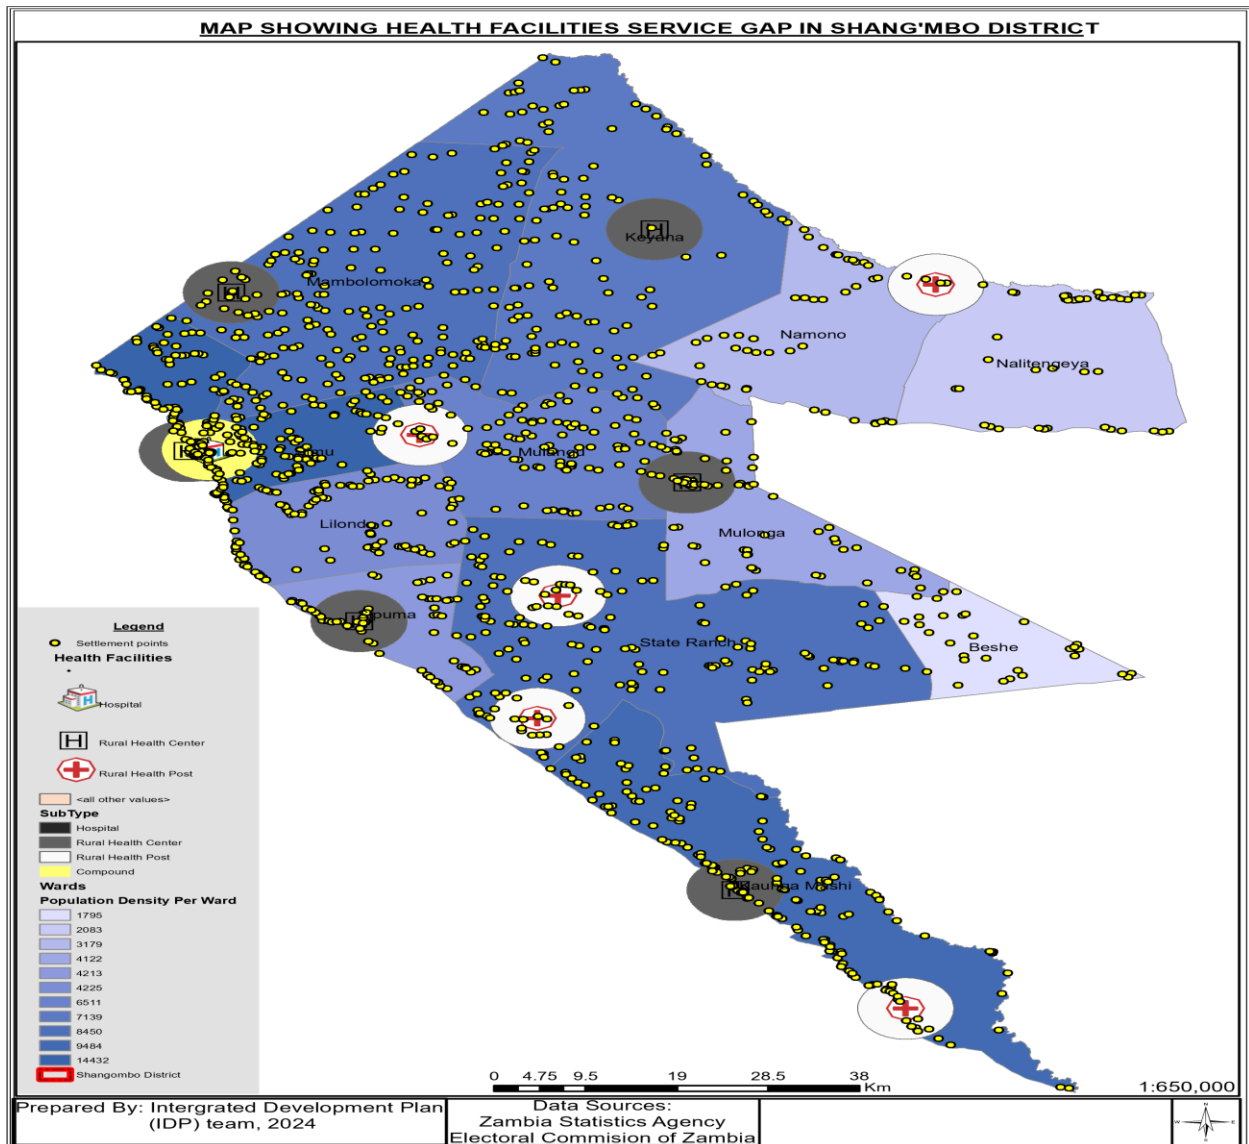 MAP SHOWING HEALTH FACILITIES SERVICE GAP IN SHANG'MBO DISTRICT
Koyana
H
Mambolomoka
Namono
Nalitengeya
Mulonga
State Ranch
Beshe
Legend
Settlement points
Health Facilities
Hospital
H
Rural Health Center
Rural Health Post
<all other values>
SubType
Hospital
Rural Health Center
Rural Health Post
Compound
Wards
Population Density Per Ward
1795
2083
3179
4122
4213
4225
6511
7139
8450
9484
14432
Shangombo District
0 4.75 9.5 19 28.5 38
Km
1:650,000
Prepared By: Intergrated Development Plan
(IDP) team, 2024
Data Sources:
Zambia Statistics Agency
Electoral Commision of Zambia
N
W E
S